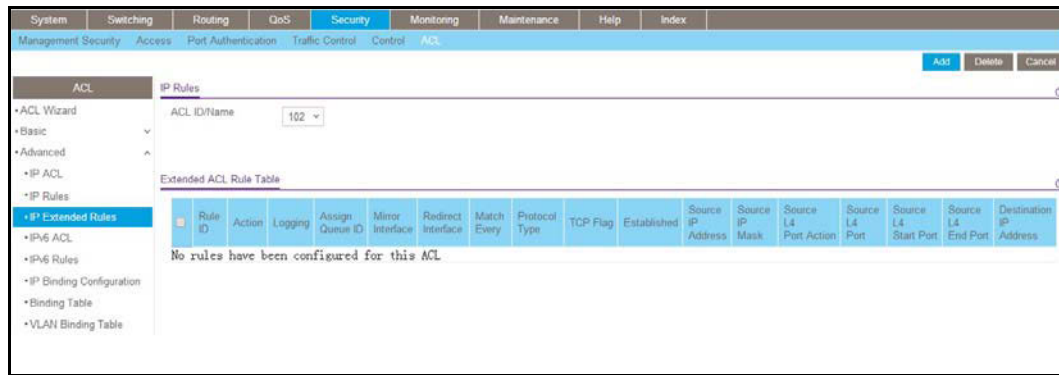 System Switching Routing QoS Security Monitoring Maintenance Help Index
Management Security Access Port Authentication Traffic Control Control ACL
Add Delete Cancel
ACL
IP Rules
•ACL Wizard
ACL ID/Name 102
•Basic
•Advanced
•IP ACL
Extended ACL Rule Table
•IP Rules
•IP Extended Rules
Rule ID Action Logging Assign Queue ID Mirror Interface Redirect Interface Match Every Protocol Type TCP Flag Established Source IP Address Source IP Mask Source L4 Port Action Source L4 Port Source L4 Start Port Source L4 End Port Destination IP Address
•IPv6 ACL
No rules have been configured for this ACL
•IPv6 Rules
•IP Binding Configuration
•Binding Table
•VLAN Binding Table